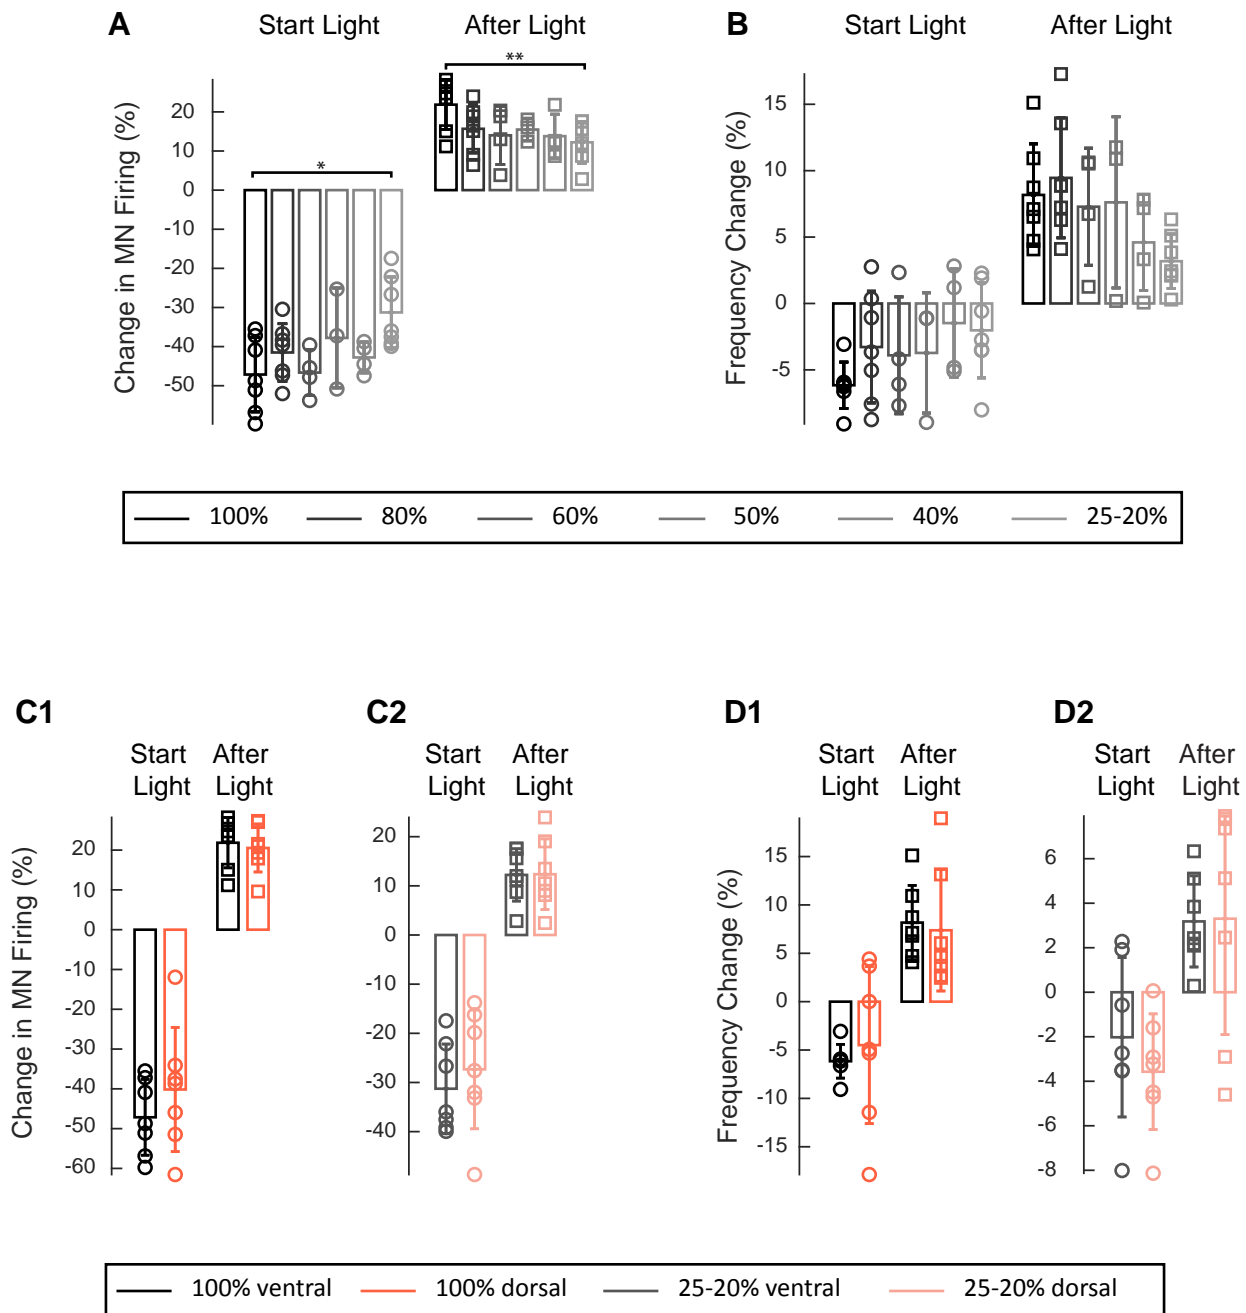 A
Start Light
After Light
B
Start Light
After Light
Change in MN Firing (%)
20
10
0
-10
-20
-30
-40
-50
*
**
Frequency Change (%)
15
10
5
0
-5
100%
80%
60%
50%
40%
25-20%
C1
C2
D1
D2
Start
Light
After
Light
Start
Light
After
Light
Start
Light
After
Light
Start
Light
After
Light
Change in MN Firing (%)
20
10
0
-10
-20
-30
-40
-50
-60
20
10
0
-10
-20
-30
-40
Frequency Change (%)
15
10
5
0
-5
-10
-15
6
4
2
0
-2
-4
-6
-8
100% ventral
100% dorsal
25-20% ventral
25-20% dorsal